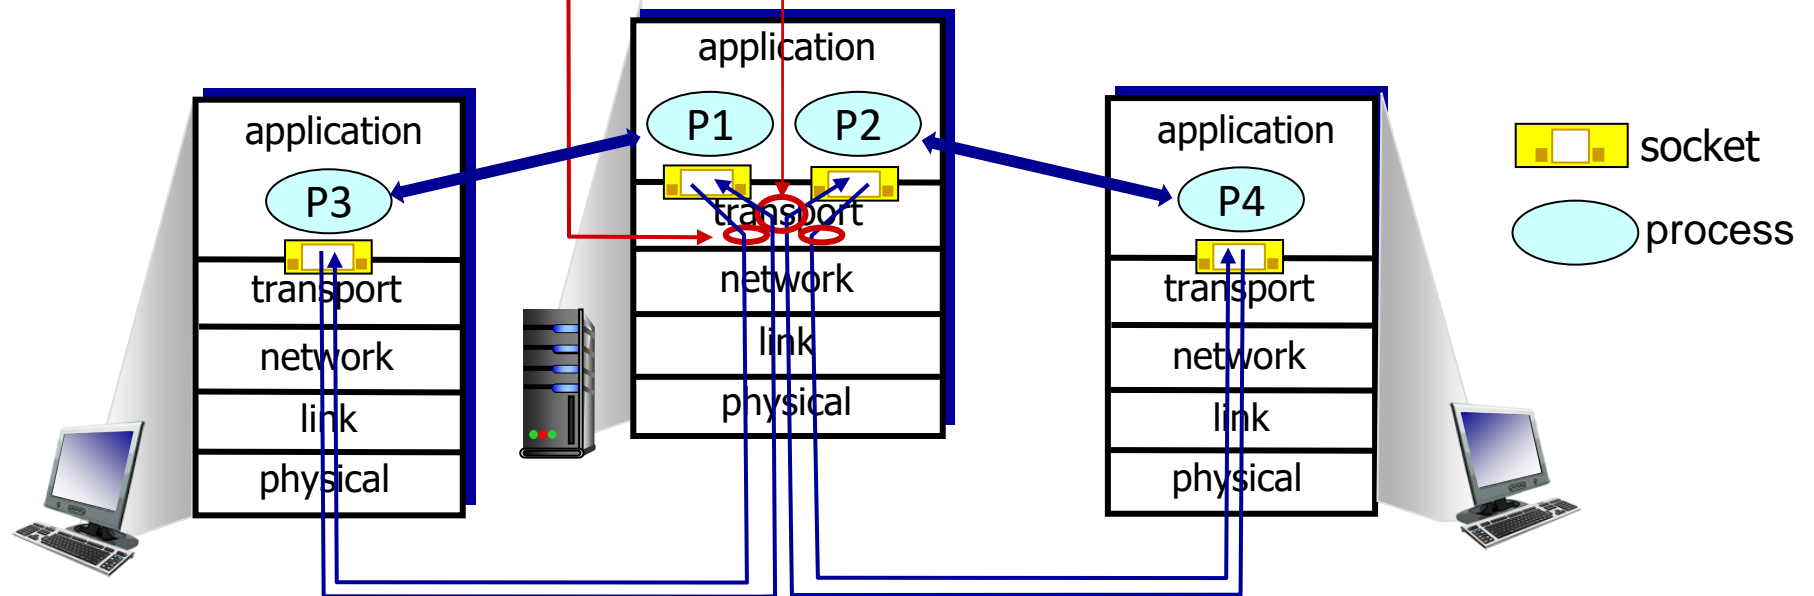 application
P3
transport
network
link
physical
application
P1
P2
transport
network
link
physical
application
P4
transport
network
link
physical
socket
process